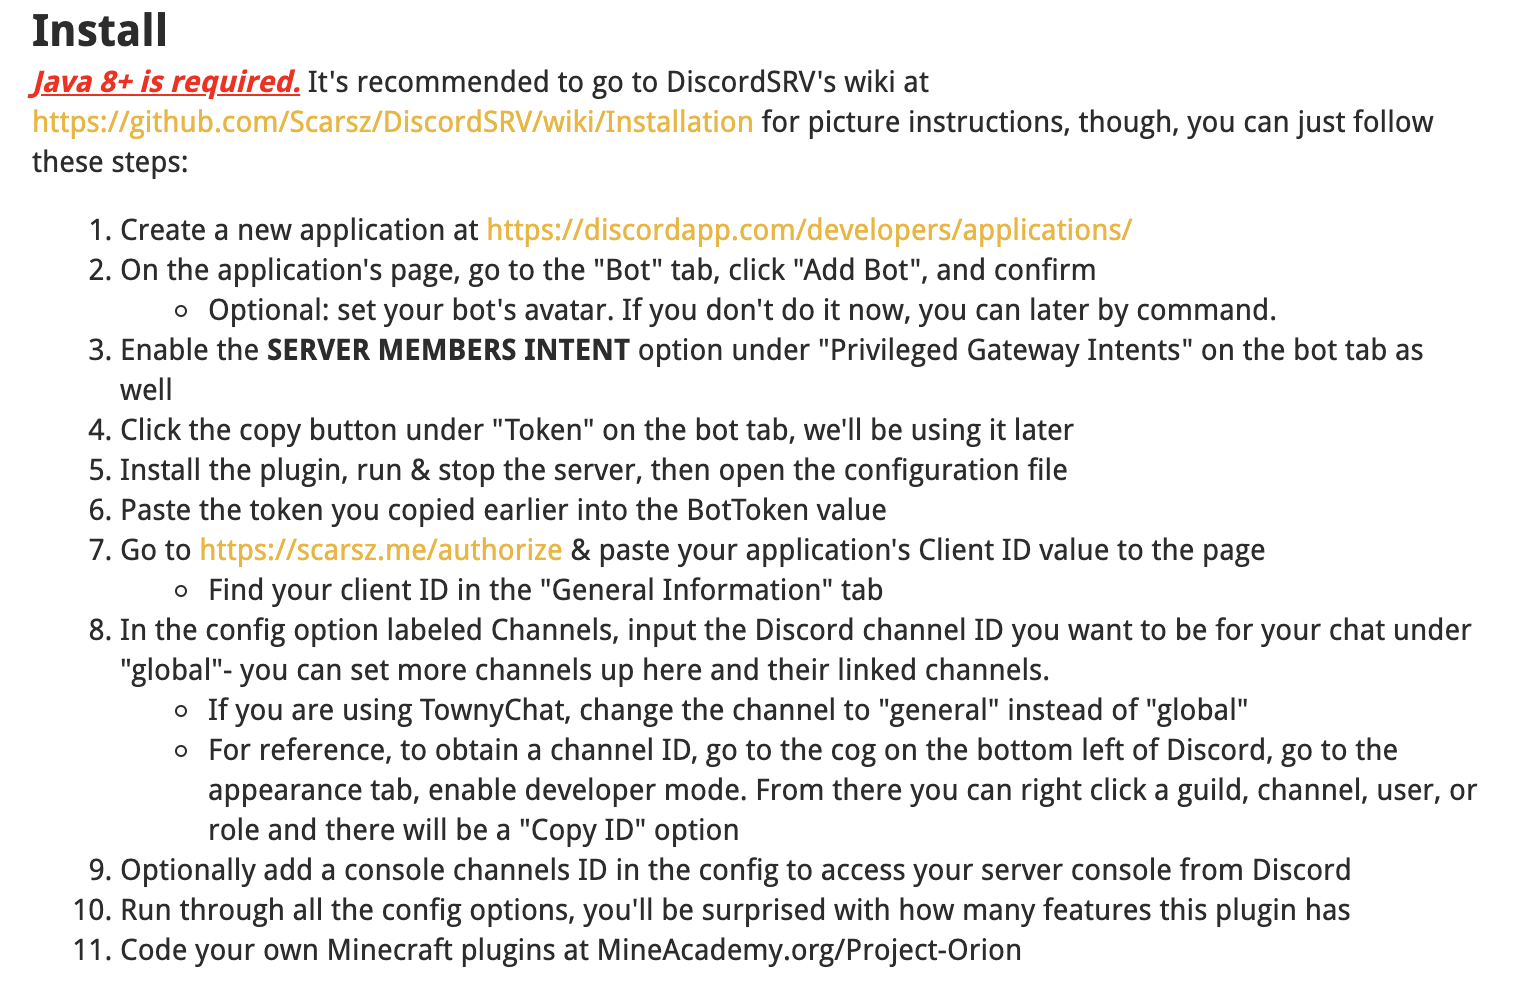 Install
Java 8+ is required. It's recommended to go to DiscordSRV's wiki at
https://github.com/Scarsz/DiscordSRV/wiki/Installation for picture instructions, though, you can just follow
these steps:
1. Create a new application at https://discordapp.com/developers/applications/
2. On the application's page, go to the "Bot" tab, click "Add Bot", and confirm
○ Optional: set your bot's avatar. If you don't do it now, you can later by command.
3. Enable the SERVER MEMBERS INTENT option under "Privileged Gateway Intents" on the bot tab as
well
4. Click the copy button under "Token" on the bot tab, we'll be using it later
5. Install the plugin, run & stop the server, then open the configuration file
6. Paste the token you copied earlier into the BotToken value
7. Go to https://scarsz.me/authorize & paste your application's Client ID value to the page
○ Find your client ID in the "General Information" tab
8. In the config option labeled Channels, input the Discord channel ID you want to be for your chat under
"global"- you can set more channels up here and their linked channels.
○ If you are using TownyChat, change the channel to "general" instead of "global"
○ For reference, to obtain a channel ID, go to the cog on the bottom left of Discord, go to the
appearance tab, enable developer mode. From there you can right click a guild, channel, user, or
role and there will be a "Copy ID" option
9. Optionally add a console channels ID in the config to access your server console from Discord
10. Run through all the config options, you'll be surprised with how many features this plugin has
11. Code your own Minecraft plugins at MineAcademy.org/Project-Orion